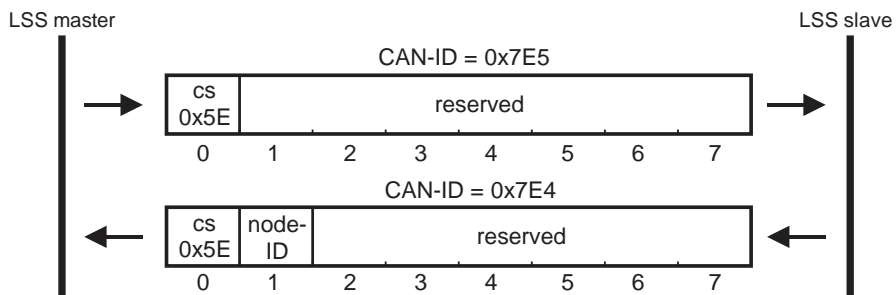 LSS master
LSS slave
CAN-ID = 0x7E5
cs
0x5E
reserved
0 1 2 3 4 5 6 7
CAN-ID = 0x7E4
cs
0x5E
node-
ID
reserved
0 1 2 3 4 5 6 7